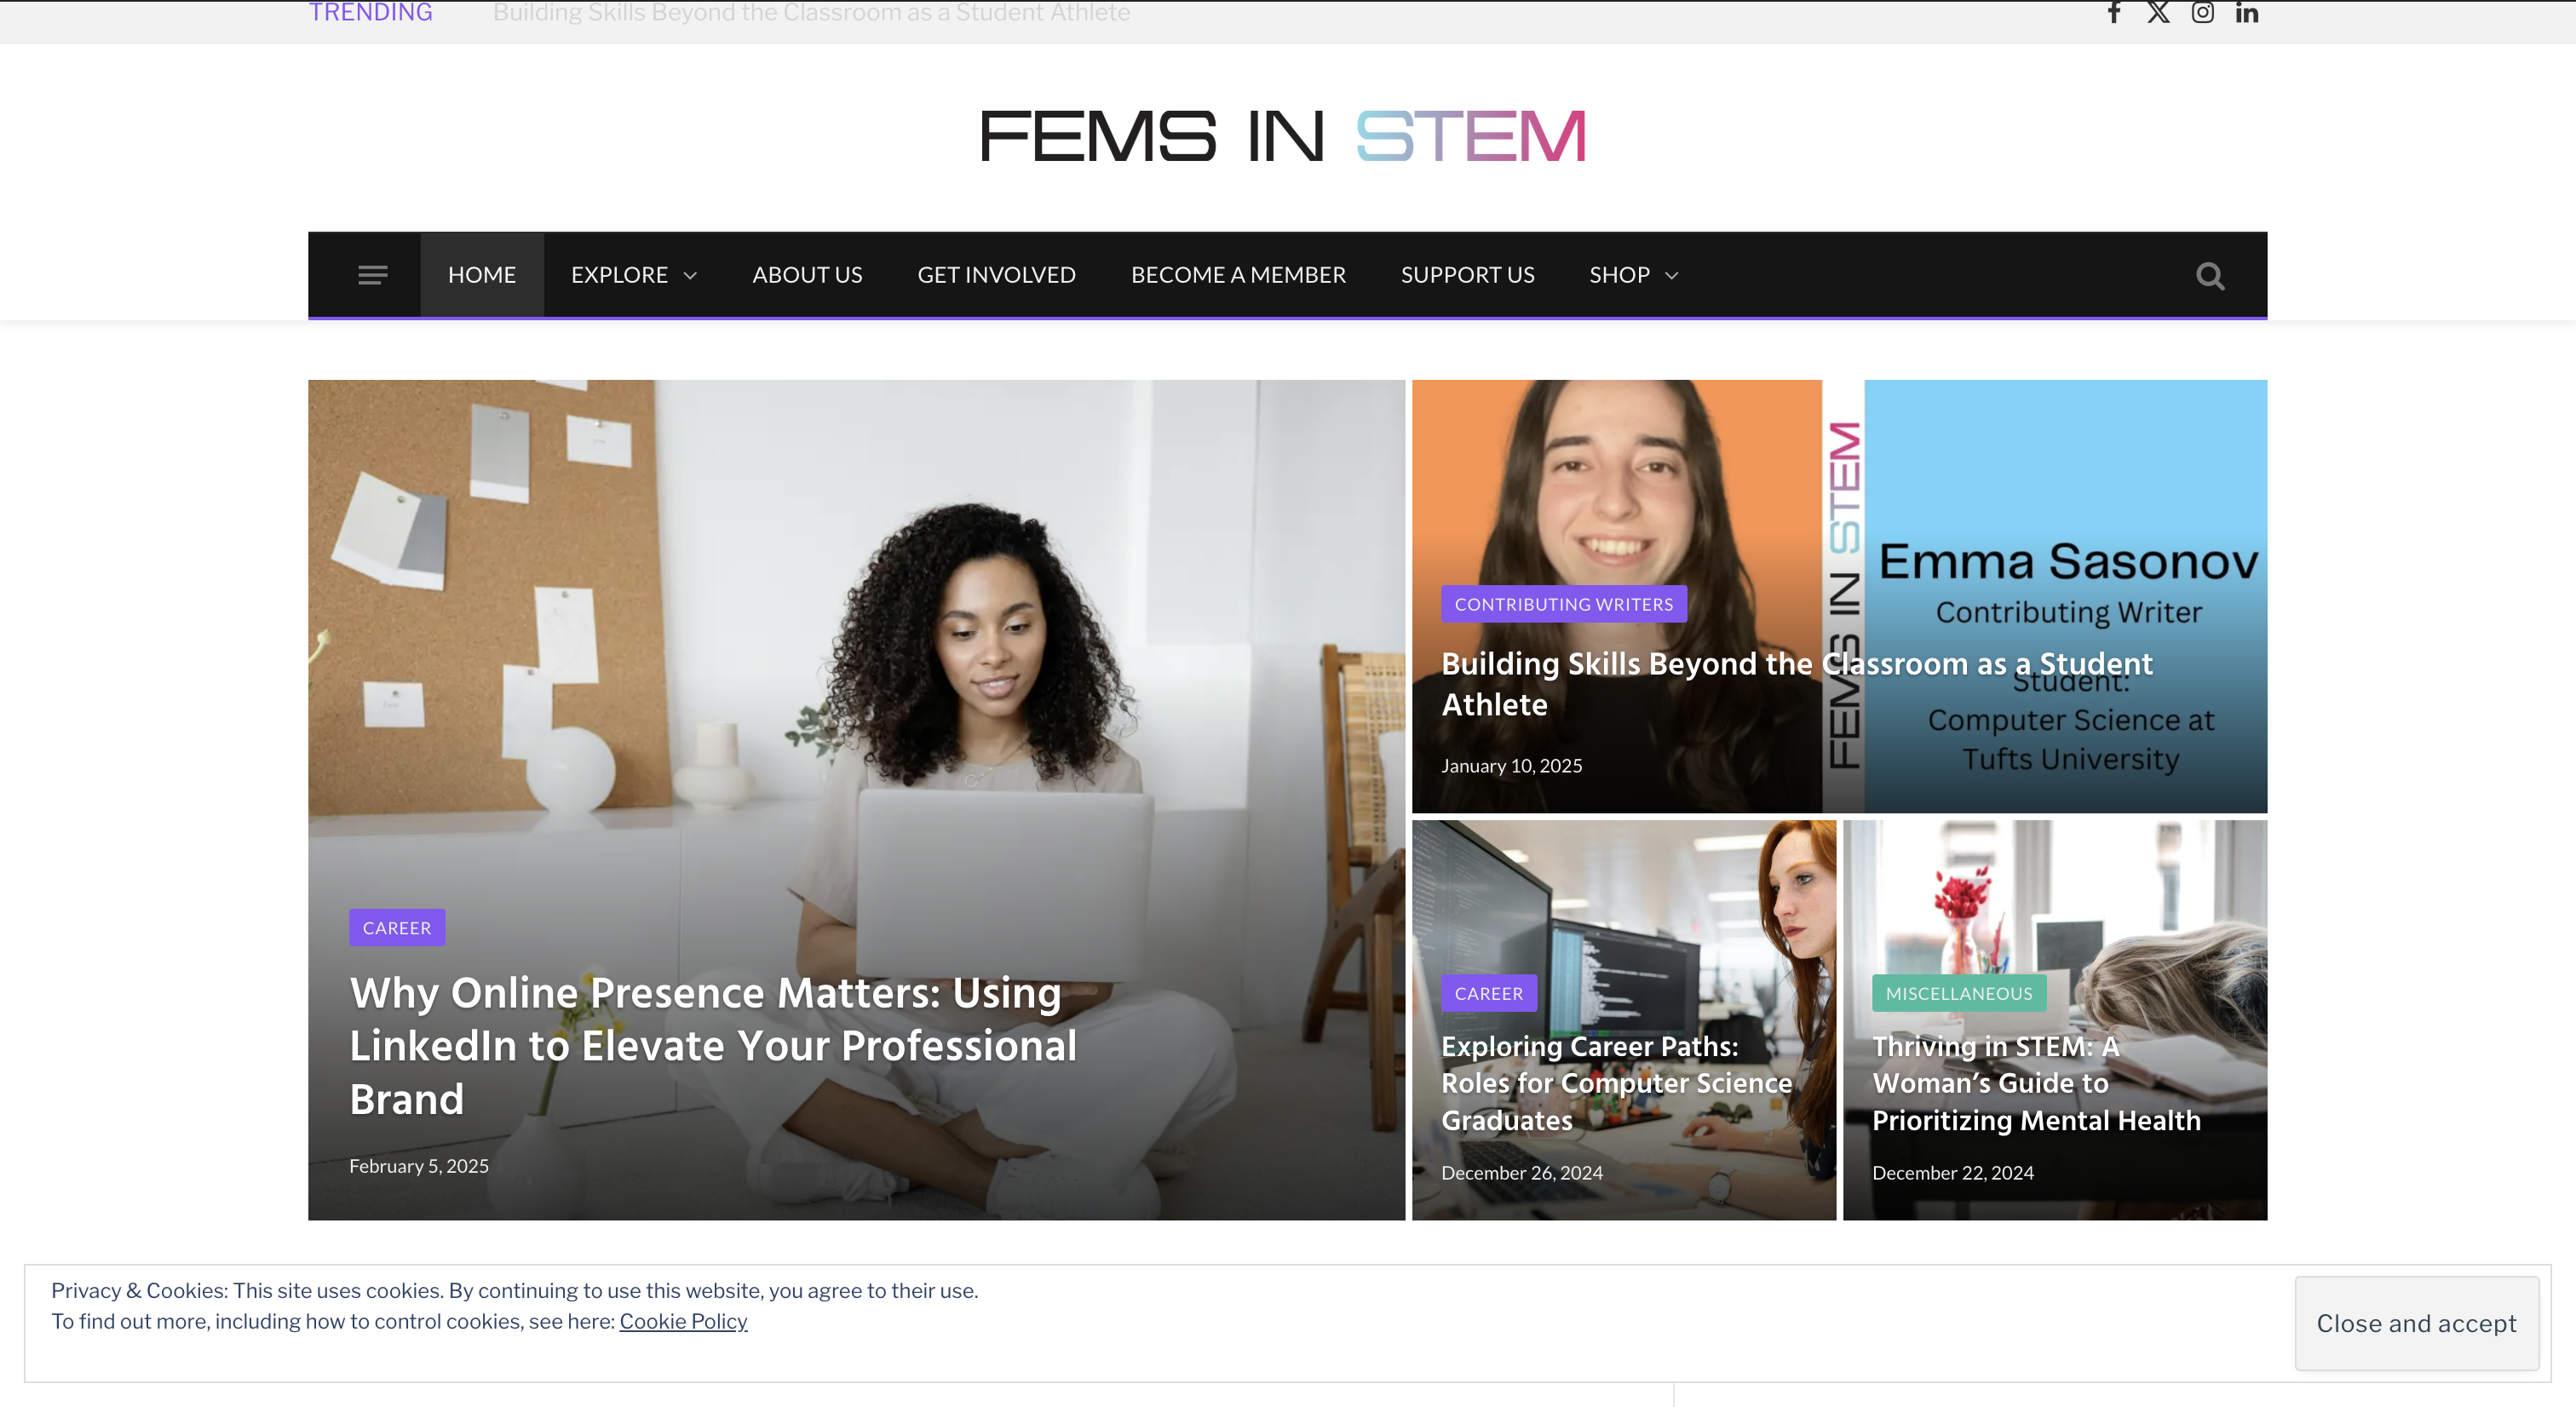 TRENDING Building Skills Beyond the Classroom as a Student Athlete
FEMS IN STEM
HOME EXPLORE ABOUT US GET INVOLVED BECOME A MEMBER SUPPORT US SHOP
CAREER
Why Online Presence Matters: Using
LinkedIn to Elevate Your Professional
Brand
February 5, 2025
FEMS IN STEM
Emma Sasonov
Contributing Writer
Student:
Computer Science at
Tufts University
CONTRIBUTING WRITERS
Building Skills Beyond the Classroom as a Student
Athlete
January 10, 2025
CAREER
Exploring Career Paths:
Roles for Computer Science
Graduates
December 26, 2024
MISCELLANEOUS
Thriving in STEM: A
Woman’s Guide to
Prioritizing Mental Health
December 22, 2024
Privacy & Cookies: This site uses cookies. By continuing to use this website, you agree to their use.
To find out more, including how to control cookies, see here: Cookie Policy
Close and accept